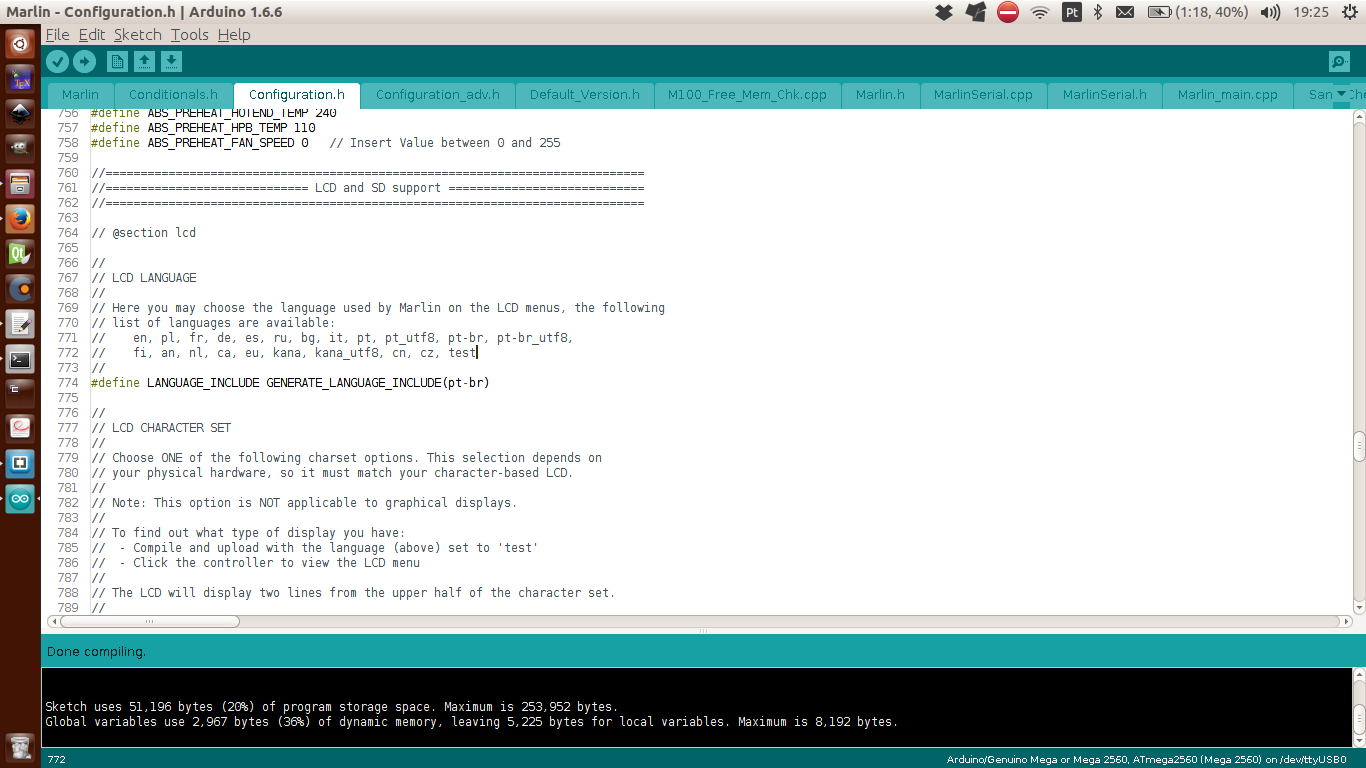 Marlin - Configuration.h | Arduino 1.6.6
Pt
(1:18, 40%)
19:25
File Edit Sketch Tools Help
Marlin Conditionals.h Configuration.h Configuration_adv.h Default_Version.h M100_Free_Mem_Chk.cpp Marlin.h MarlinSerial.cpp MarlinSerial.h Marlin_main.cpp
756 #define ABS_PREHEAT_HOTEND_TEMP 240
757 #define ABS_PREHEAT_HPB_TEMP 110
758 #define ABS_PREHEAT_FAN_SPEED 0   // Insert Value between 0 and 255
759
760 //=============================================================================
761 //============================= LCD and SD support ============================
762 //=============================================================================
763
764 // @section lcd
765
766 //
767 // LCD LANGUAGE
768 //
769 // Here you may choose the language used by Marlin on the LCD menus, the following
770 // list of languages are available:
771 //    en, pl, fr, de, es, ru, bg, it, pt, pt_utf8, pt-br, pt-br_utf8,
772 //    fi, an, nl, ca, eu, kana, kana_utf8, cn, cz, test
773 //
774 #define LANGUAGE_INCLUDE GENERATE_LANGUAGE_INCLUDE(pt-br)
775
776 //
777 // LCD CHARACTER SET
778 //
779 // Choose ONE of the following charset options. This selection depends on
780 // your physical hardware, so it must match your character-based LCD.
781 //
782 // Note: This option is NOT applicable to graphical displays.
783 //
784 // To find out what type of display you have:
785 //  - Compile and upload with the language (above) set to 'test'
786 //  - Click the controller to view the LCD menu
787 //
788 // The LCD will display two lines from the upper half of the character set.
789 //
Done compiling.
Sketch uses 51,196 bytes (20%) of program storage space. Maximum is 253,952 bytes.
Global variables use 2,967 bytes (36%) of dynamic memory, leaving 5,225 bytes for local variables. Maximum is 8,192 bytes.
772
Arduino/Genuino Mega or Mega 2560, ATmega2560 (Mega 2560) on /dev/ttyUSB0